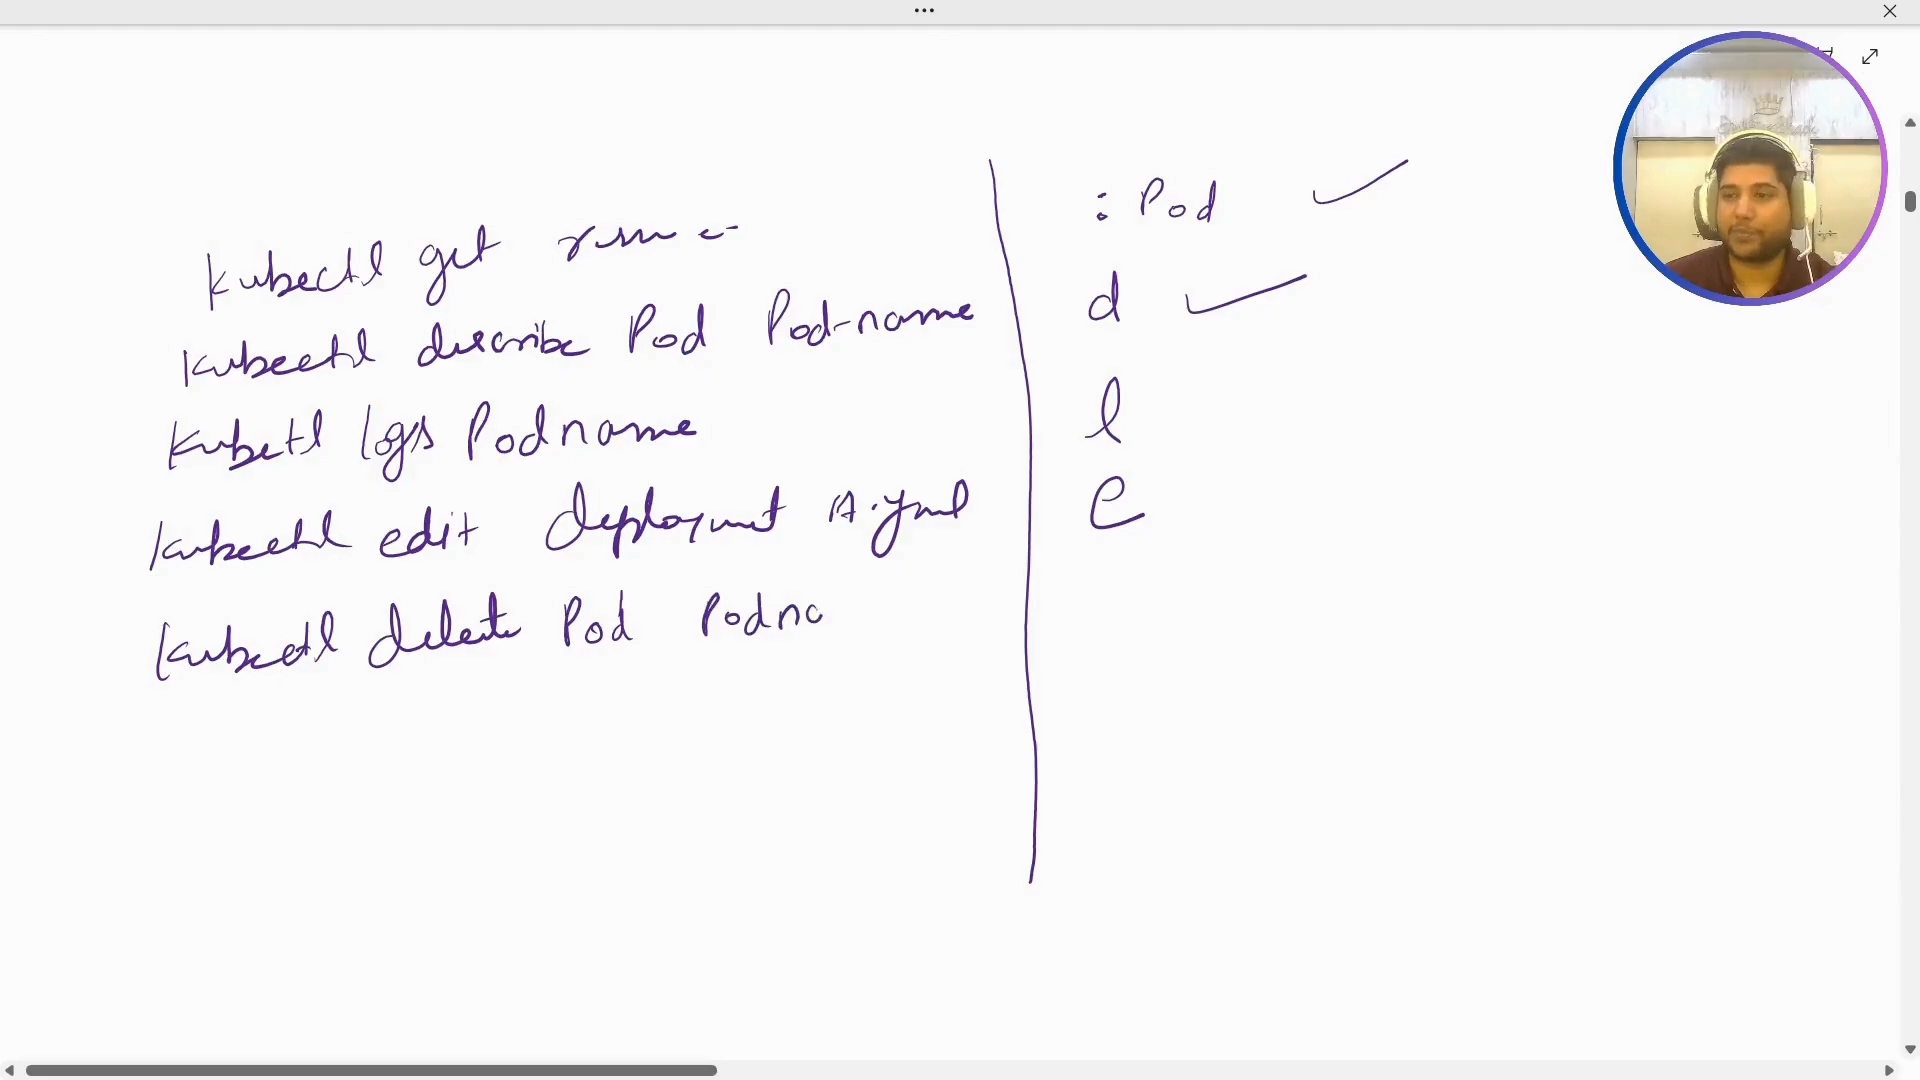 kubectl get
kubectl describe Pod Pod-name
kubetl logs Podname
kubectl edit deployment A.yml
kubectl delete Pod Podna
: Pod
d
l
e